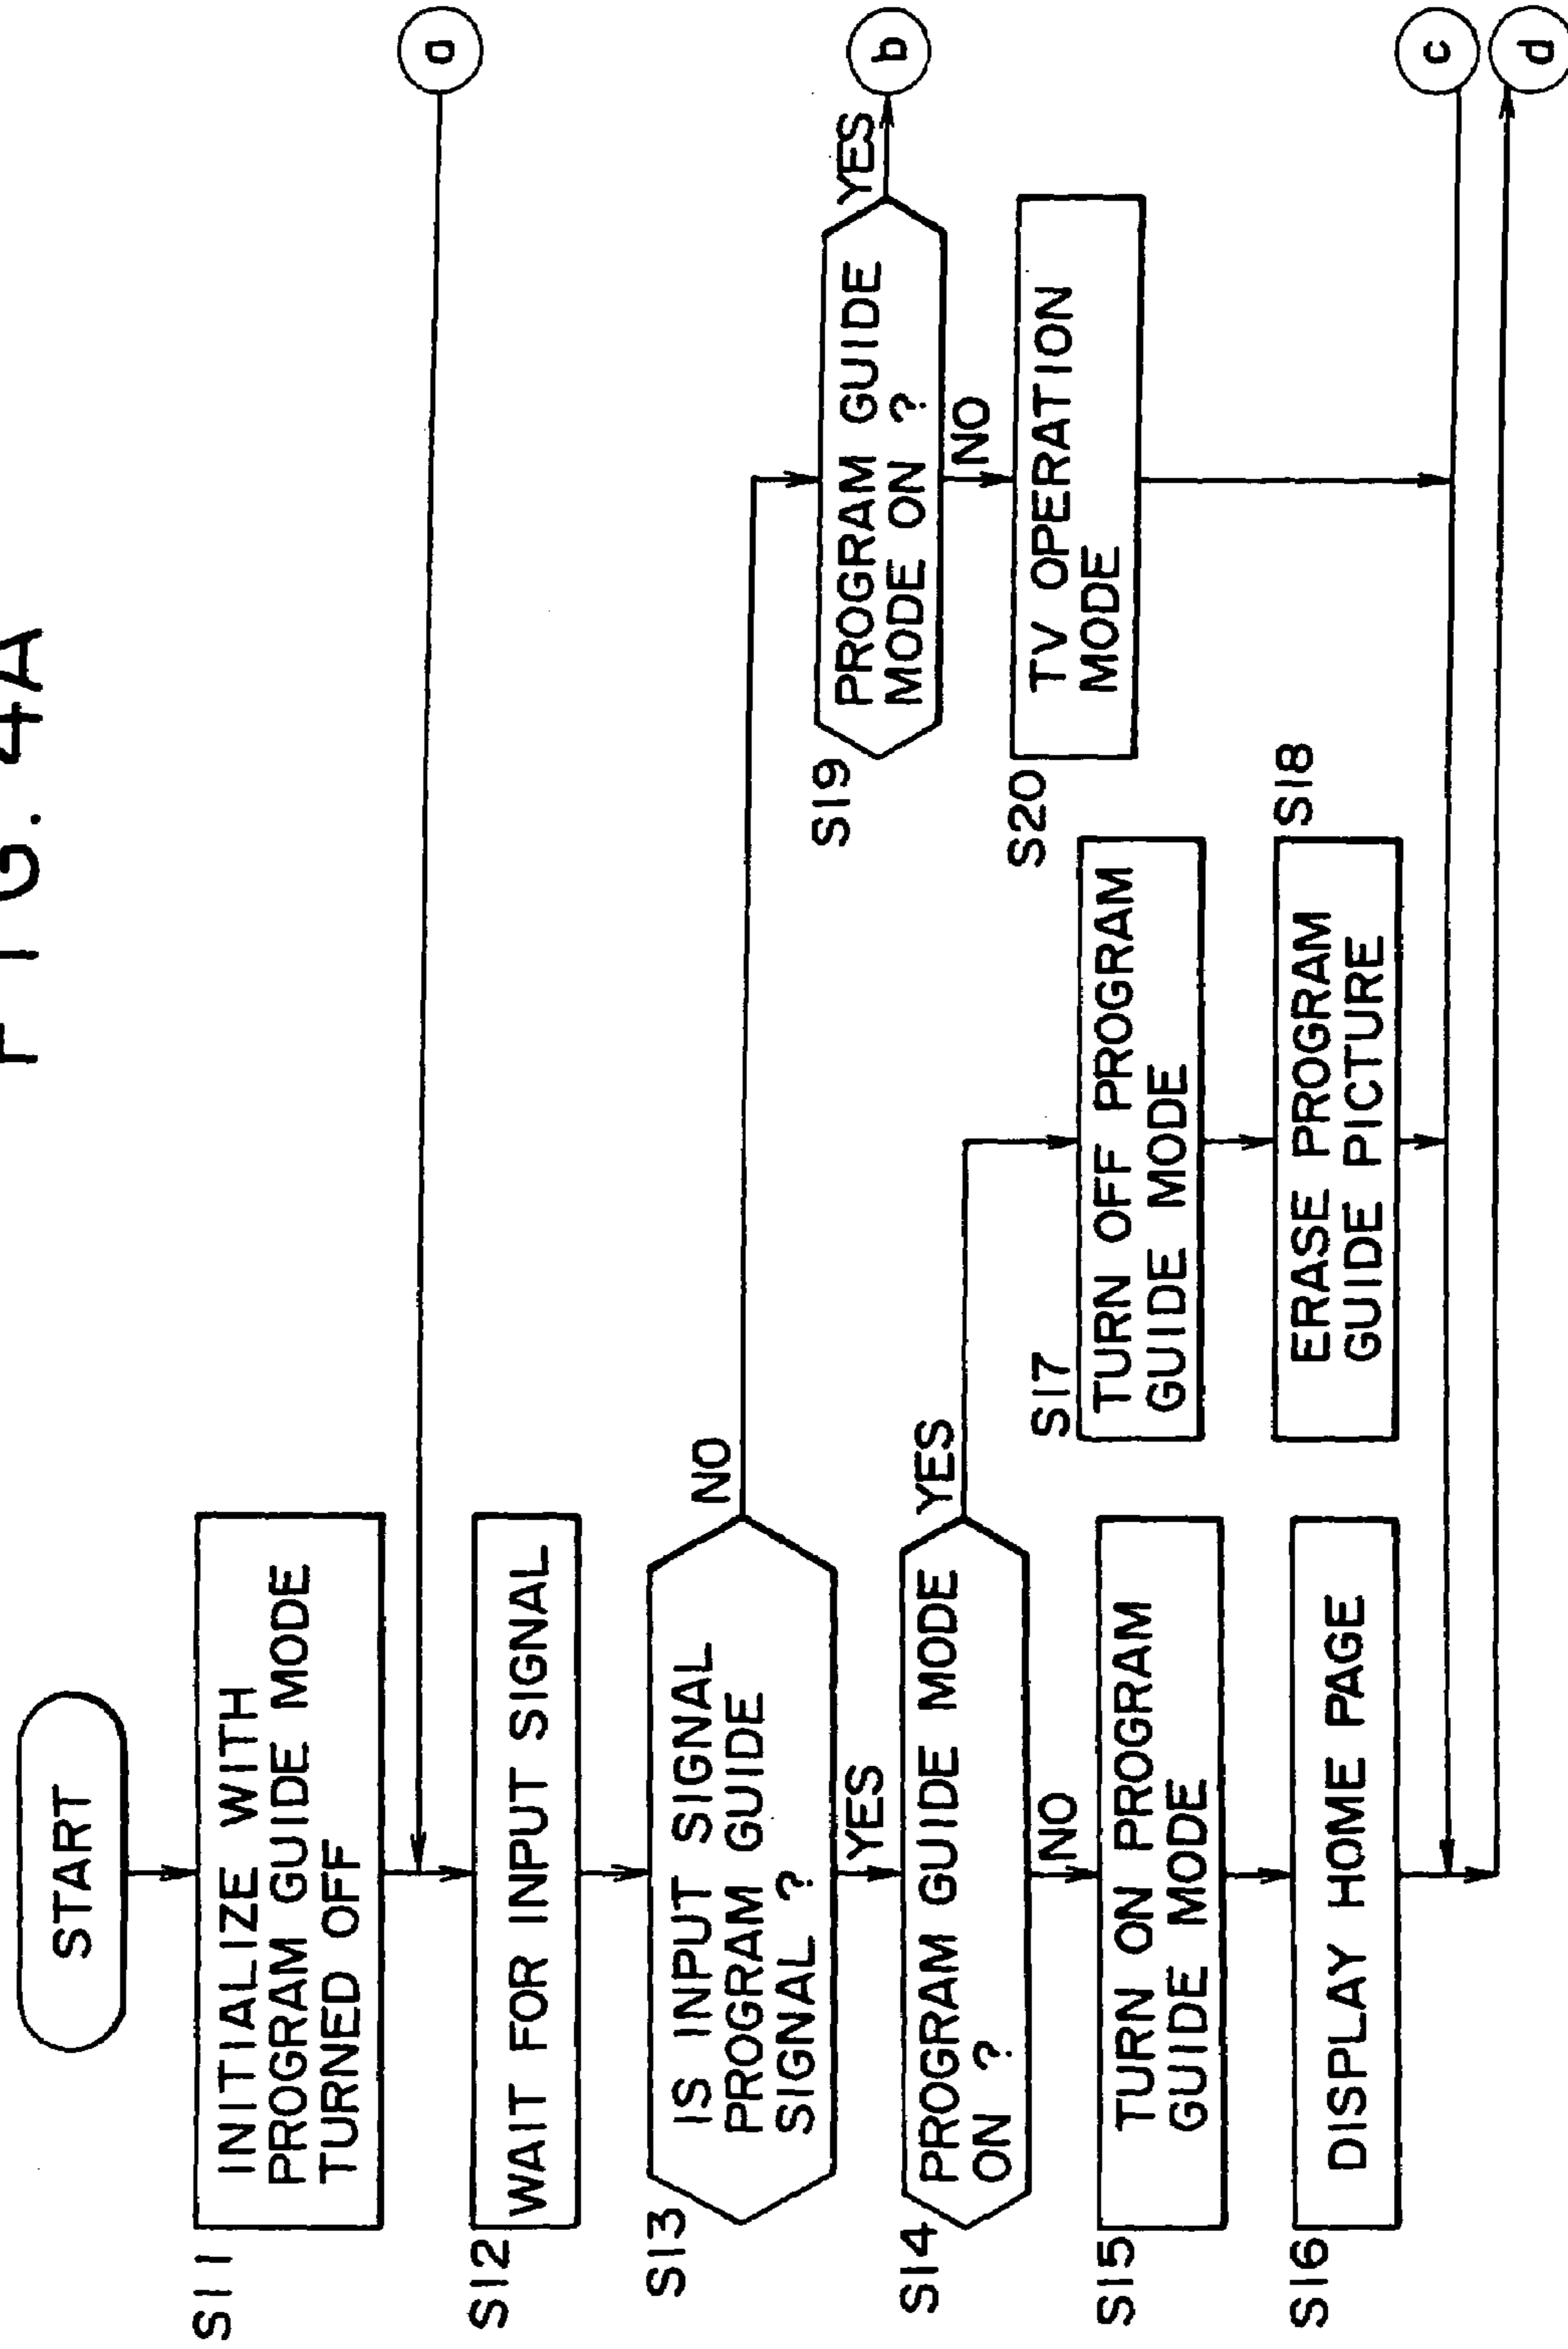 FIG. 4A
START
S11
INITIALIZE WITH
PROGRAM GUIDE MODE
TURNED OFF
a
S12
WAIT FOR INPUT SIGNAL
S13
IS INPUT SIGNAL
PROGRAM GUIDE
SIGNAL ?
NO
YES
S14
PROGRAM GUIDE MODE
ON ?
YES
NO
S15
TURN ON PROGRAM
GUIDE MODE
S16
DISPLAY HOME PAGE
S17
TURN OFF PROGRAM
GUIDE MODE
S18
ERASE PROGRAM
GUIDE PICTURE
S19
PROGRAM GUIDE
MODE ON ?
YES
b
NO
S20
TV OPERATION
MODE
c
d